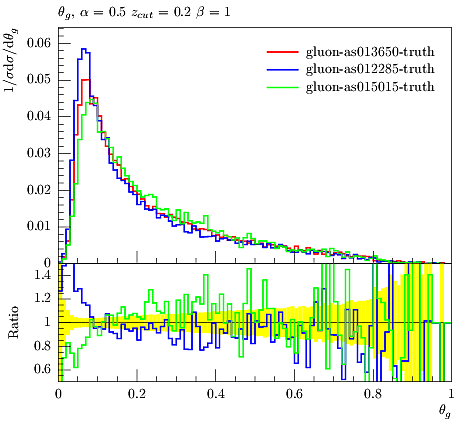 θg, α = 0.5 zcut = 0.2 β = 1
1/σdσ/dθg
gluon-as013650-truth
gluon-as012285-truth
gluon-as015015-truth
0.06
0.05
0.04
0.03
0.02
0.01
0
1.4
1.2
1
0.8
0.6
Ratio
0 0.2 0.4 0.6 0.8 1
θg